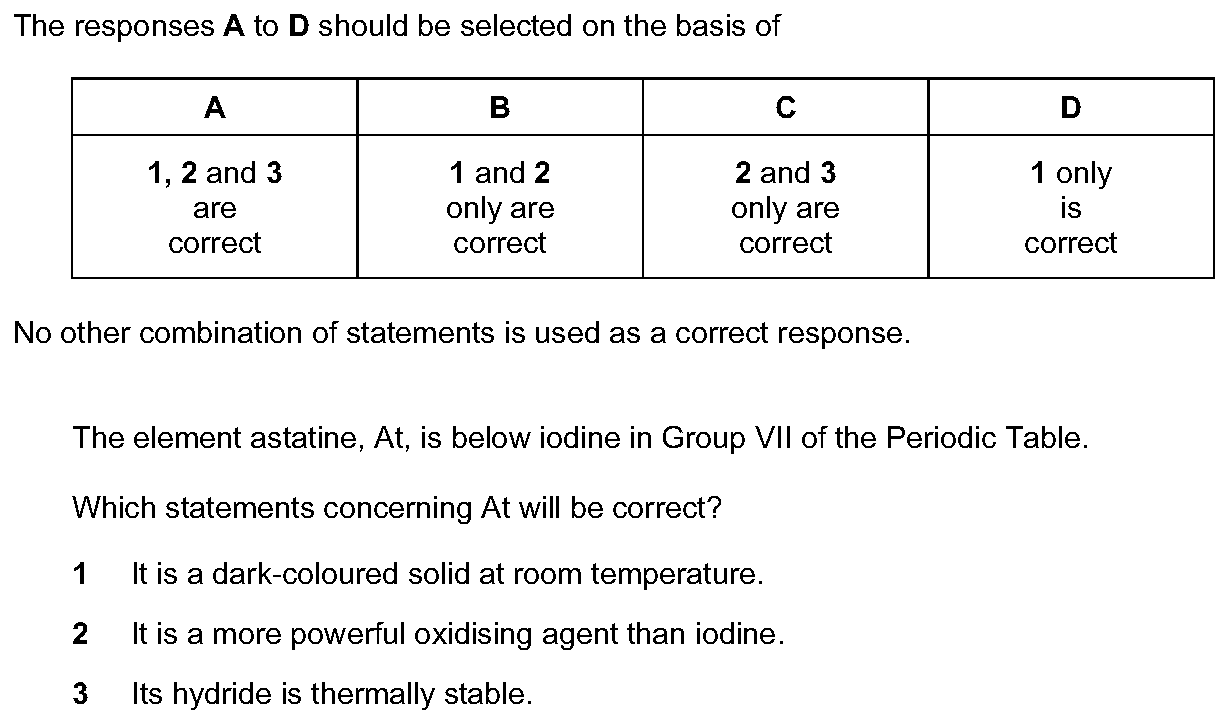 The responses A to D should be selected on the basis of
A B C D
1, 2 and 3 1 and 2 2 and 3 1 only
are only are only are is
correct correct correct correct
No other combination of statements is used as a correct response.
The element astatine, At, is below iodine in Group VII of the Periodic Table.
Which statements concerning At will be correct?
1 It is a dark-coloured solid at room temperature.
2 It is a more powerful oxidising agent than iodine.
3 Its hydride is thermally stable.